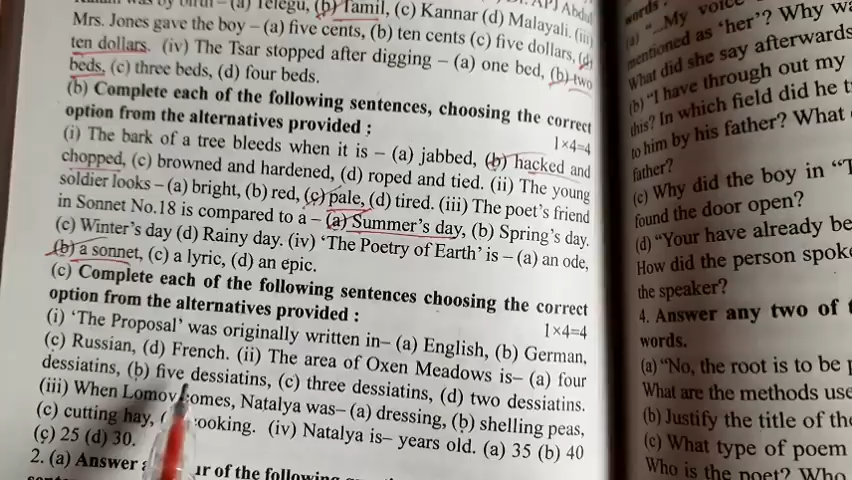 was by birth – (a) Telegu, (b) Tamil, (c) Kannar (d) Malayali. (ii)
Mrs. Jones gave the boy – (a) five cents, (b) ten cents (c) five dollars, (d)
ten dollars. (iv) The Tsar stopped after digging – (a) one bed, (b) two
beds, (c) three beds, (d) four beds.
(b) Complete each of the following sentences, choosing the correct
option from the alternatives provided :
1×4=4
(i) The bark of a tree bleeds when it is – (a) jabbed, (b) hacked and
chopped, (c) browned and hardened, (d) roped and tied. (ii) The young
soldier looks – (a) bright, (b) red, (c) pale, (d) tired. (iii) The poet's friend
in Sonnet No.18 is compared to a – (a) Summer's day, (b) Spring's day.
(c) Winter's day (d) Rainy day. (iv) 'The Poetry of Earth' is – (a) an ode,
(b) a sonnet, (c) a lyric, (d) an epic.
(c) Complete each of the following sentences choosing the correct
option from the alternatives provided :
1×4=4
(i) 'The Proposal' was originally written in– (a) English, (b) German,
(c) Russian, (d) French. (ii) The area of Oxen Meadows is– (a) four
dessiatins, (b) five dessiatins, (c) three dessiatins, (d) two dessiatins.
(iii) When Lomov comes, Natalya was– (a) dressing, (b) shelling peas,
(c) cutting hay, cooking. (iv) Natalya is– years old. (a) 35 (b) 40
(c) 25 (d) 30.
2. (a) Answer of the following
words.
(a) "_My voice
mentioned as 'her'? Why
What did she say afterwards
(b) "I have through out my
this? In which field did he
to him by his father? What
father?
(c) Why did the boy in
found the door open?
(d) "Your have already be
How did the person
the speaker?
4. Answer any two of
words.
(a) "No, the root is to be
What are the methods
(b) Justify the title of
(c) What type of poem
Who is the poet? Who